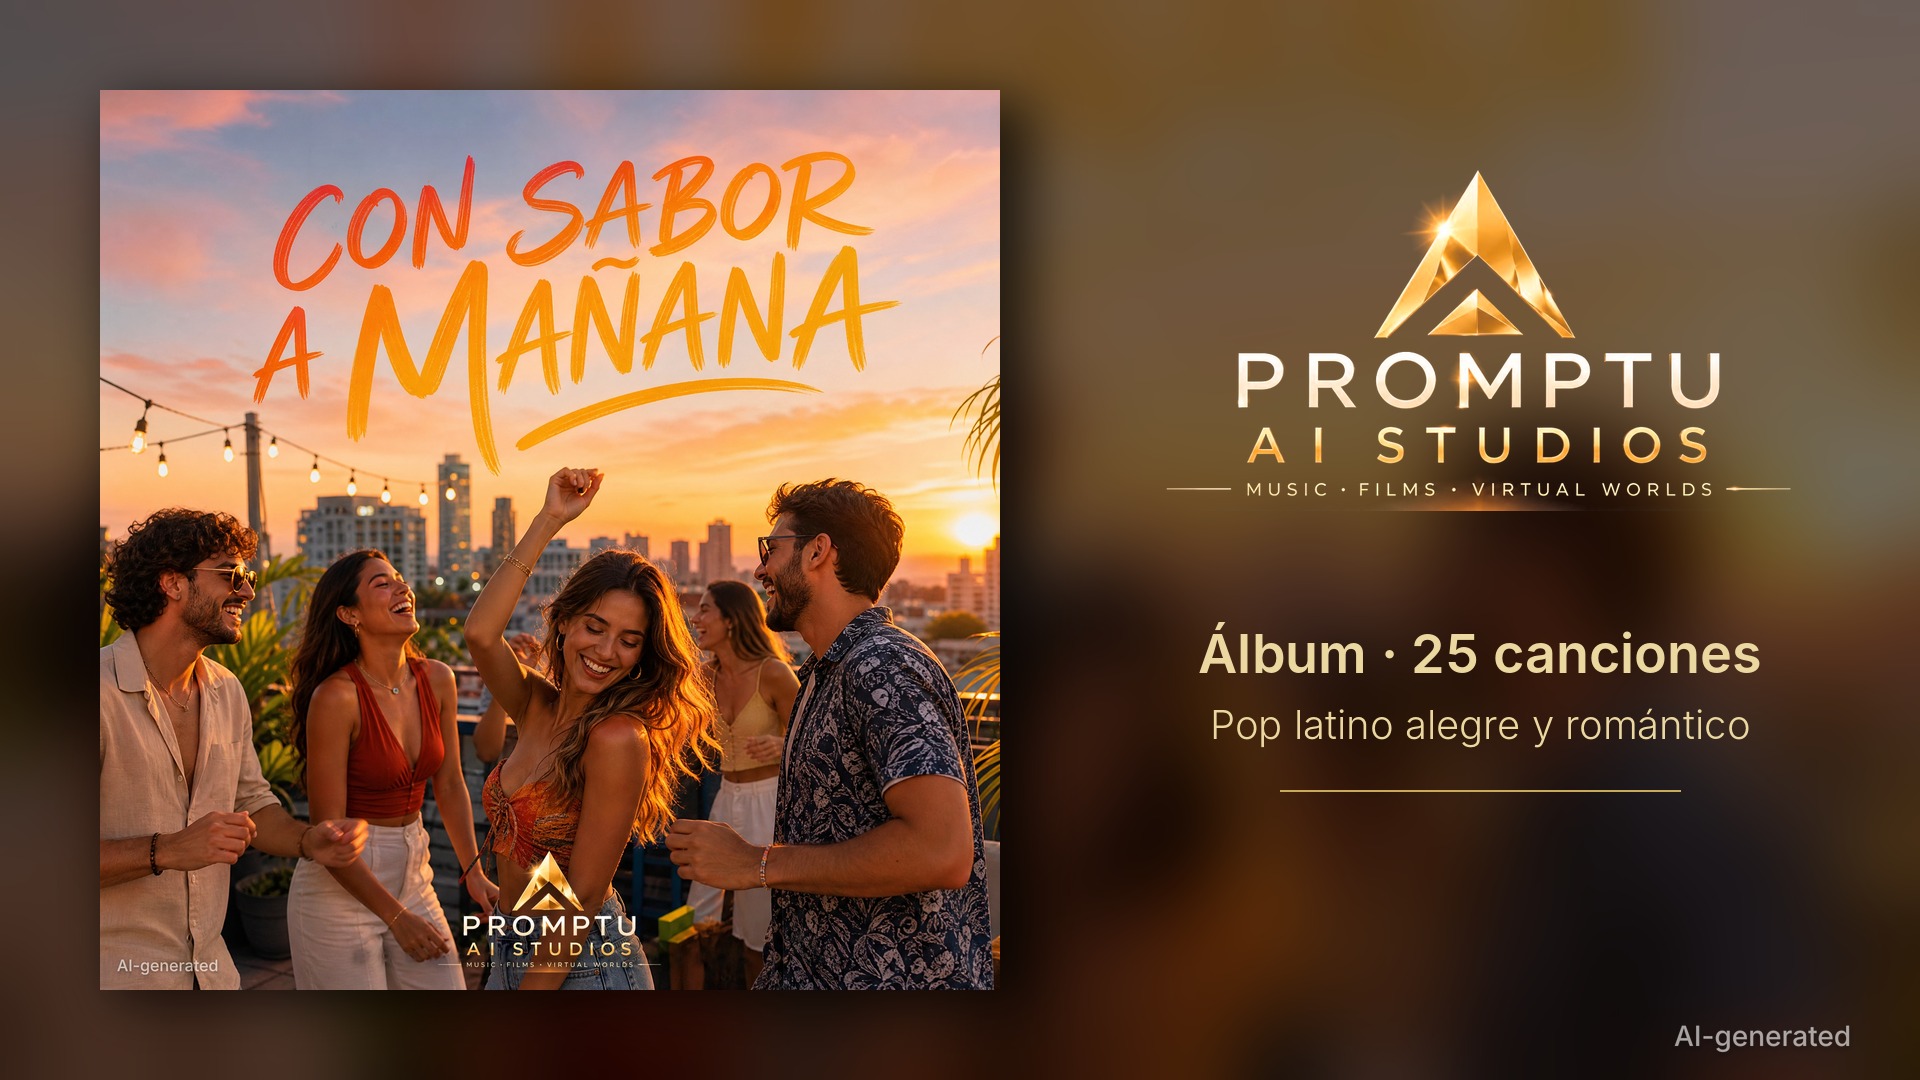 CON SABOR
A MAÑANA
PROMPTU
AI STUDIOS
MUSIC · FILMS · VIRTUAL WORLDS
AI-generated
PROMPTU
AI STUDIOS
MUSIC · FILMS · VIRTUAL WORLDS
Álbum · 25 canciones
Pop latino alegre y romántico
AI-generated